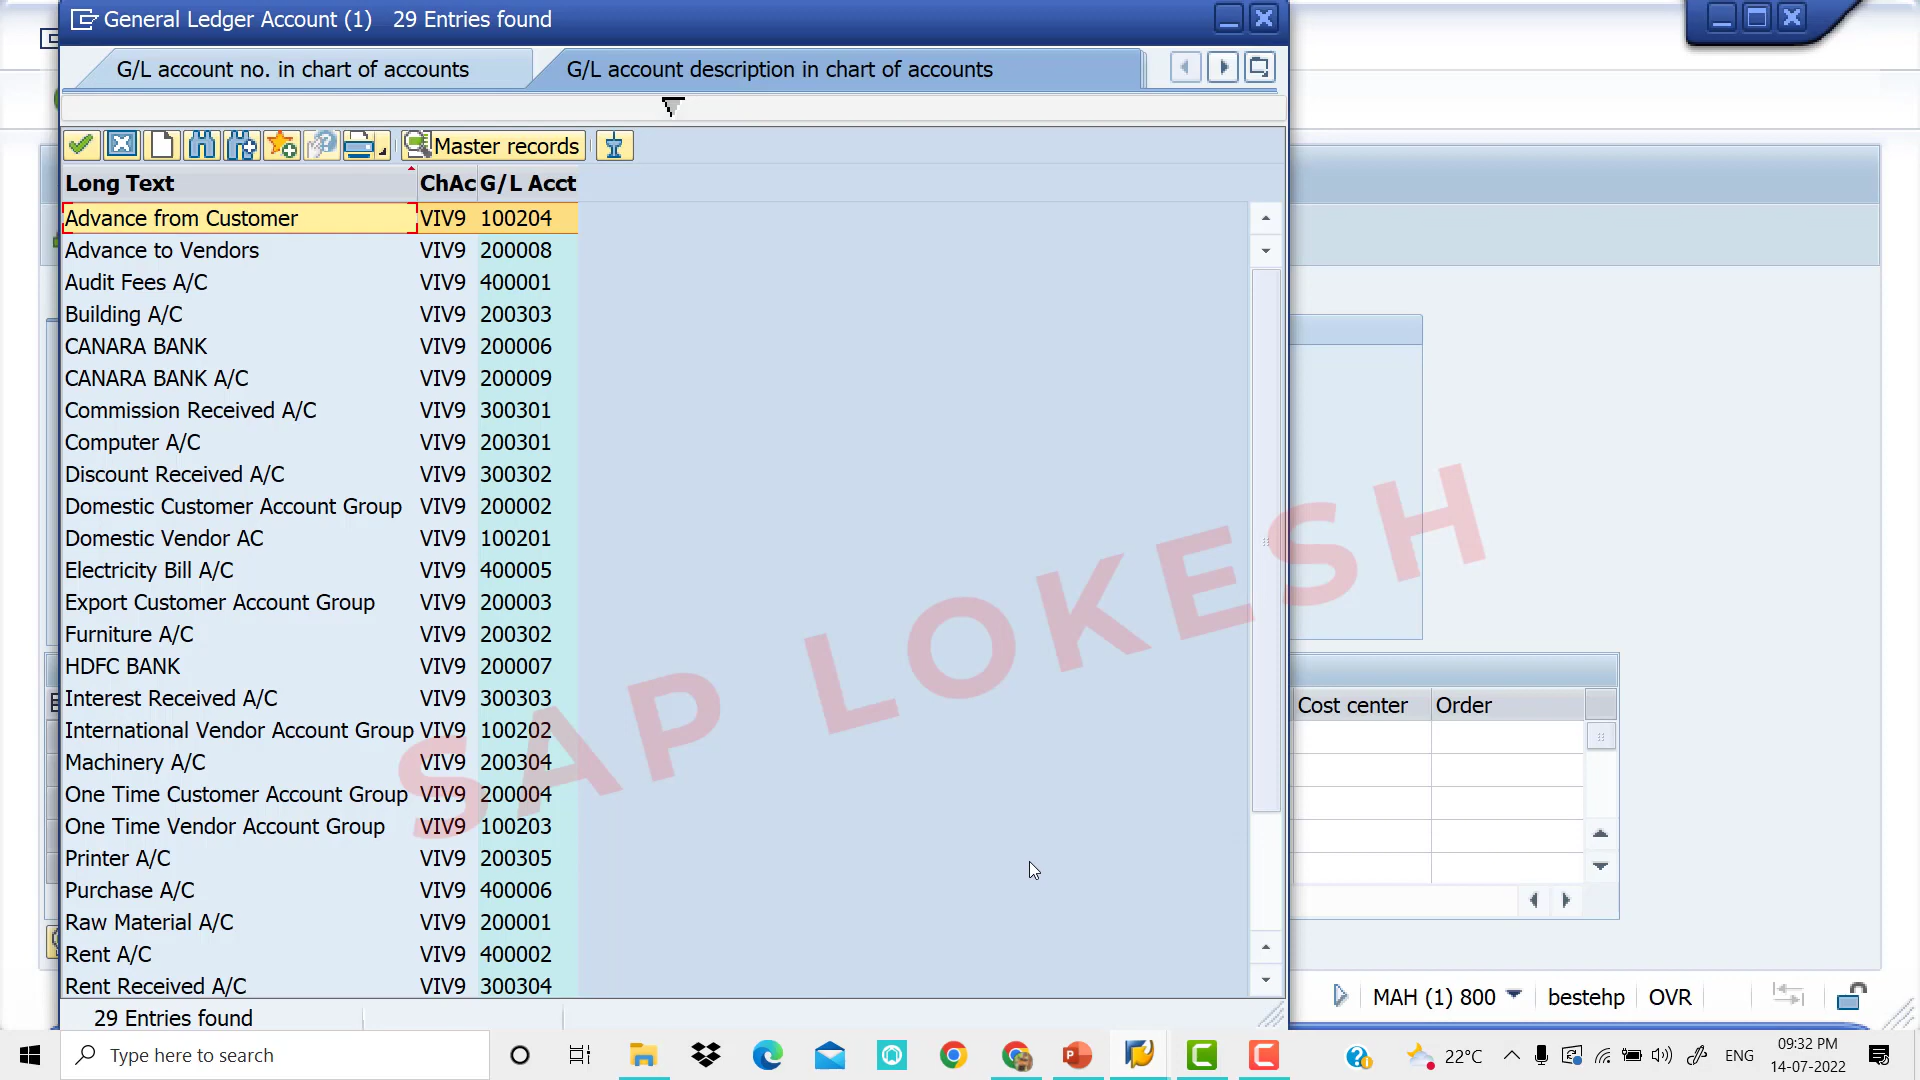 General Ledger Account (1) 29 Entries found
G/L account no. in chart of accounts
G/L account description in chart of accounts
Master records
Long Text ChAc G/L Acct
Advance from Customer VIV9 100204
Advance to Vendors VIV9 200008
Audit Fees A/C VIV9 400001
Building A/C VIV9 200303
CANARA BANK VIV9 200006
CANARA BANK A/C VIV9 200009
Commission Received A/C VIV9 300301
Computer A/C VIV9 200301
Discount Received A/C VIV9 300302
Domestic Customer Account Group VIV9 200002
Domestic Vendor AC VIV9 100201
Electricity Bill A/C VIV9 400005
Export Customer Account Group VIV9 200003
Furniture A/C VIV9 200302
HDFC BANK VIV9 200007
Interest Received A/C VIV9 300303
International Vendor Account Group VIV9 100202
Machinery A/C VIV9 200304
One Time Customer Account Group VIV9 200004
One Time Vendor Account Group VIV9 100203
Printer A/C VIV9 200305
Purchase A/C VIV9 400006
Raw Material A/C VIV9 200001
Rent A/C VIV9 400002
Rent Received A/C VIV9 300304
29 Entries found
SAP LOKESH
Cost center Order
MAH (1) 800 bestehp OVR
Type here to search
22°C ENG
09:32 PM
14-07-2022